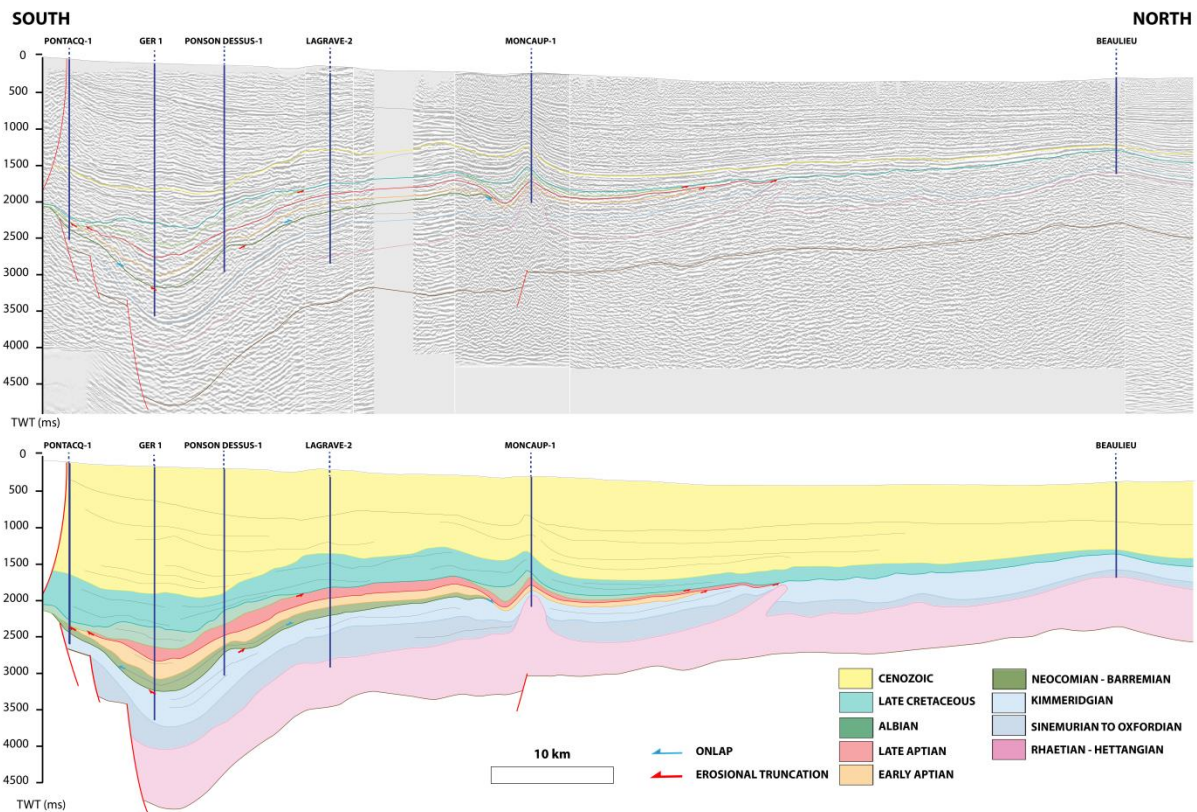 SOUTH NORTH
PONTACQ-1 GER 1 PONSON DESSUS-1 LAGRAVE-2 MONCAUP-1 BEAULIEU
0
500
1000
1500
2000
2500
3000
3500
4000
4500
TWT (ms)
PONTACQ-1 GER 1 PONSON DESSUS-1 LAGRAVE-2 MONCAUP-1 BEAULIEU
0
500
1000
1500
2000
2500
3000
3500
4000
4500
TWT (ms)
10 km
ONLAP
EROSIONAL TRUNCATION
CENOZOIC
LATE CRETACEOUS
ALBIAN
LATE APTIAN
EARLY APTIAN
NEOCOMIAN - BARREMIAN
KIMMERIDGIAN
SINEMURIAN TO OXFORDIAN
RHAETIAN - HETTANGIAN